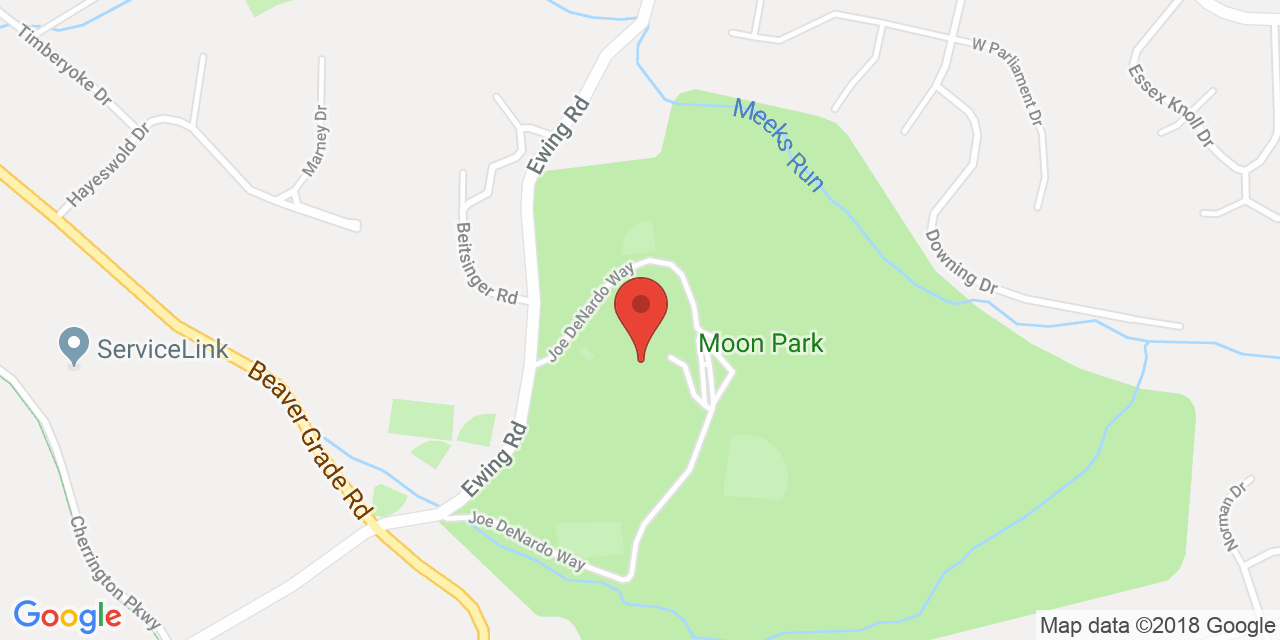 Timberyoke Dr
W Parliament Dr
Essex Knoll Dr
Meeks Run
Ewing Rd
Marney Dr
Hayeswold Dr
Beitsinger Rd
Downing Dr
Joe DeNardo Way
Moon Park
ServiceLink
Beaver Grade Rd
Ewing Rd
Joe DeNardo Way
Norman Dr
Cherrington Pkwy
Google
Map data ©2018 Google